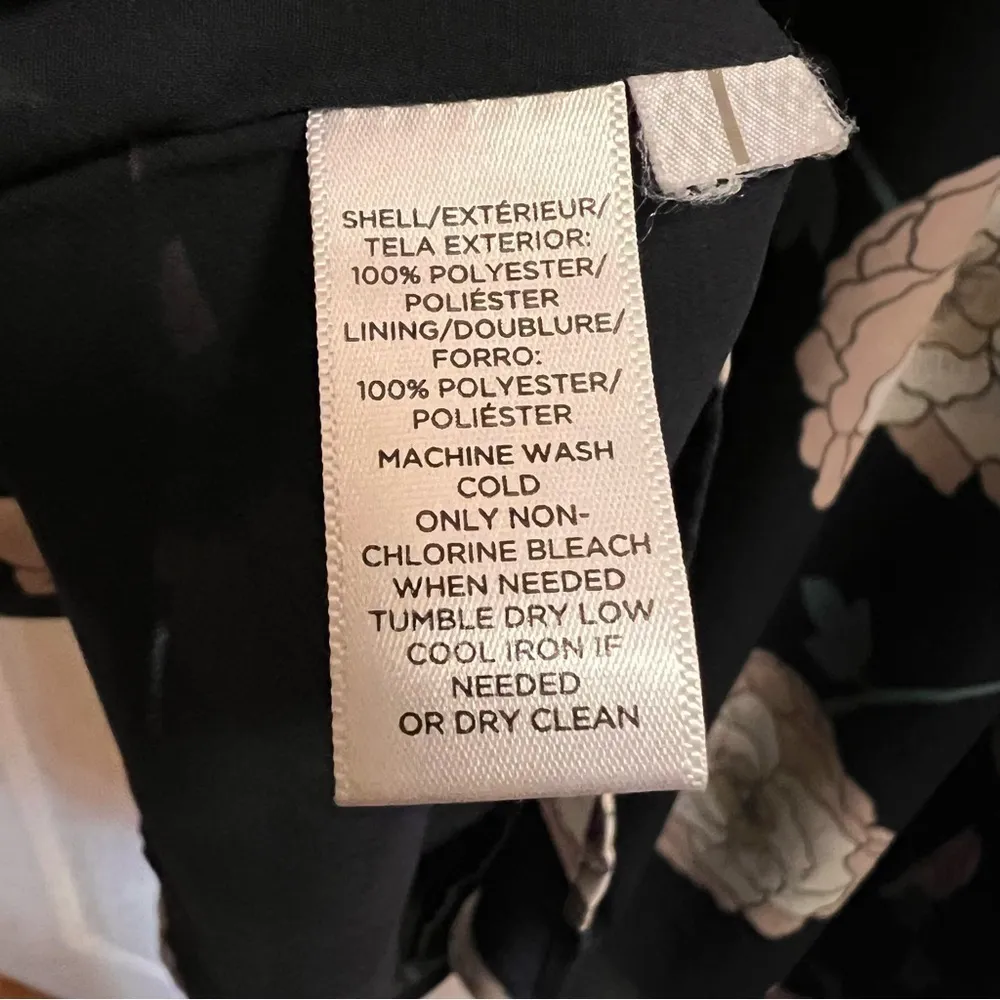 SHELL/EXTÉRIEUR/
TELA EXTERIOR:
100% POLYESTER/
POLIÉSTER
LINING/DOUBLURE/
FORRO:
100% POLYESTER/
POLIÉSTER
MACHINE WASH
COLD
ONLY NON-
CHLORINE BLEACH
WHEN NEEDED
TUMBLE DRY LOW
COOL IRON IF
NEEDED
OR DRY CLEAN